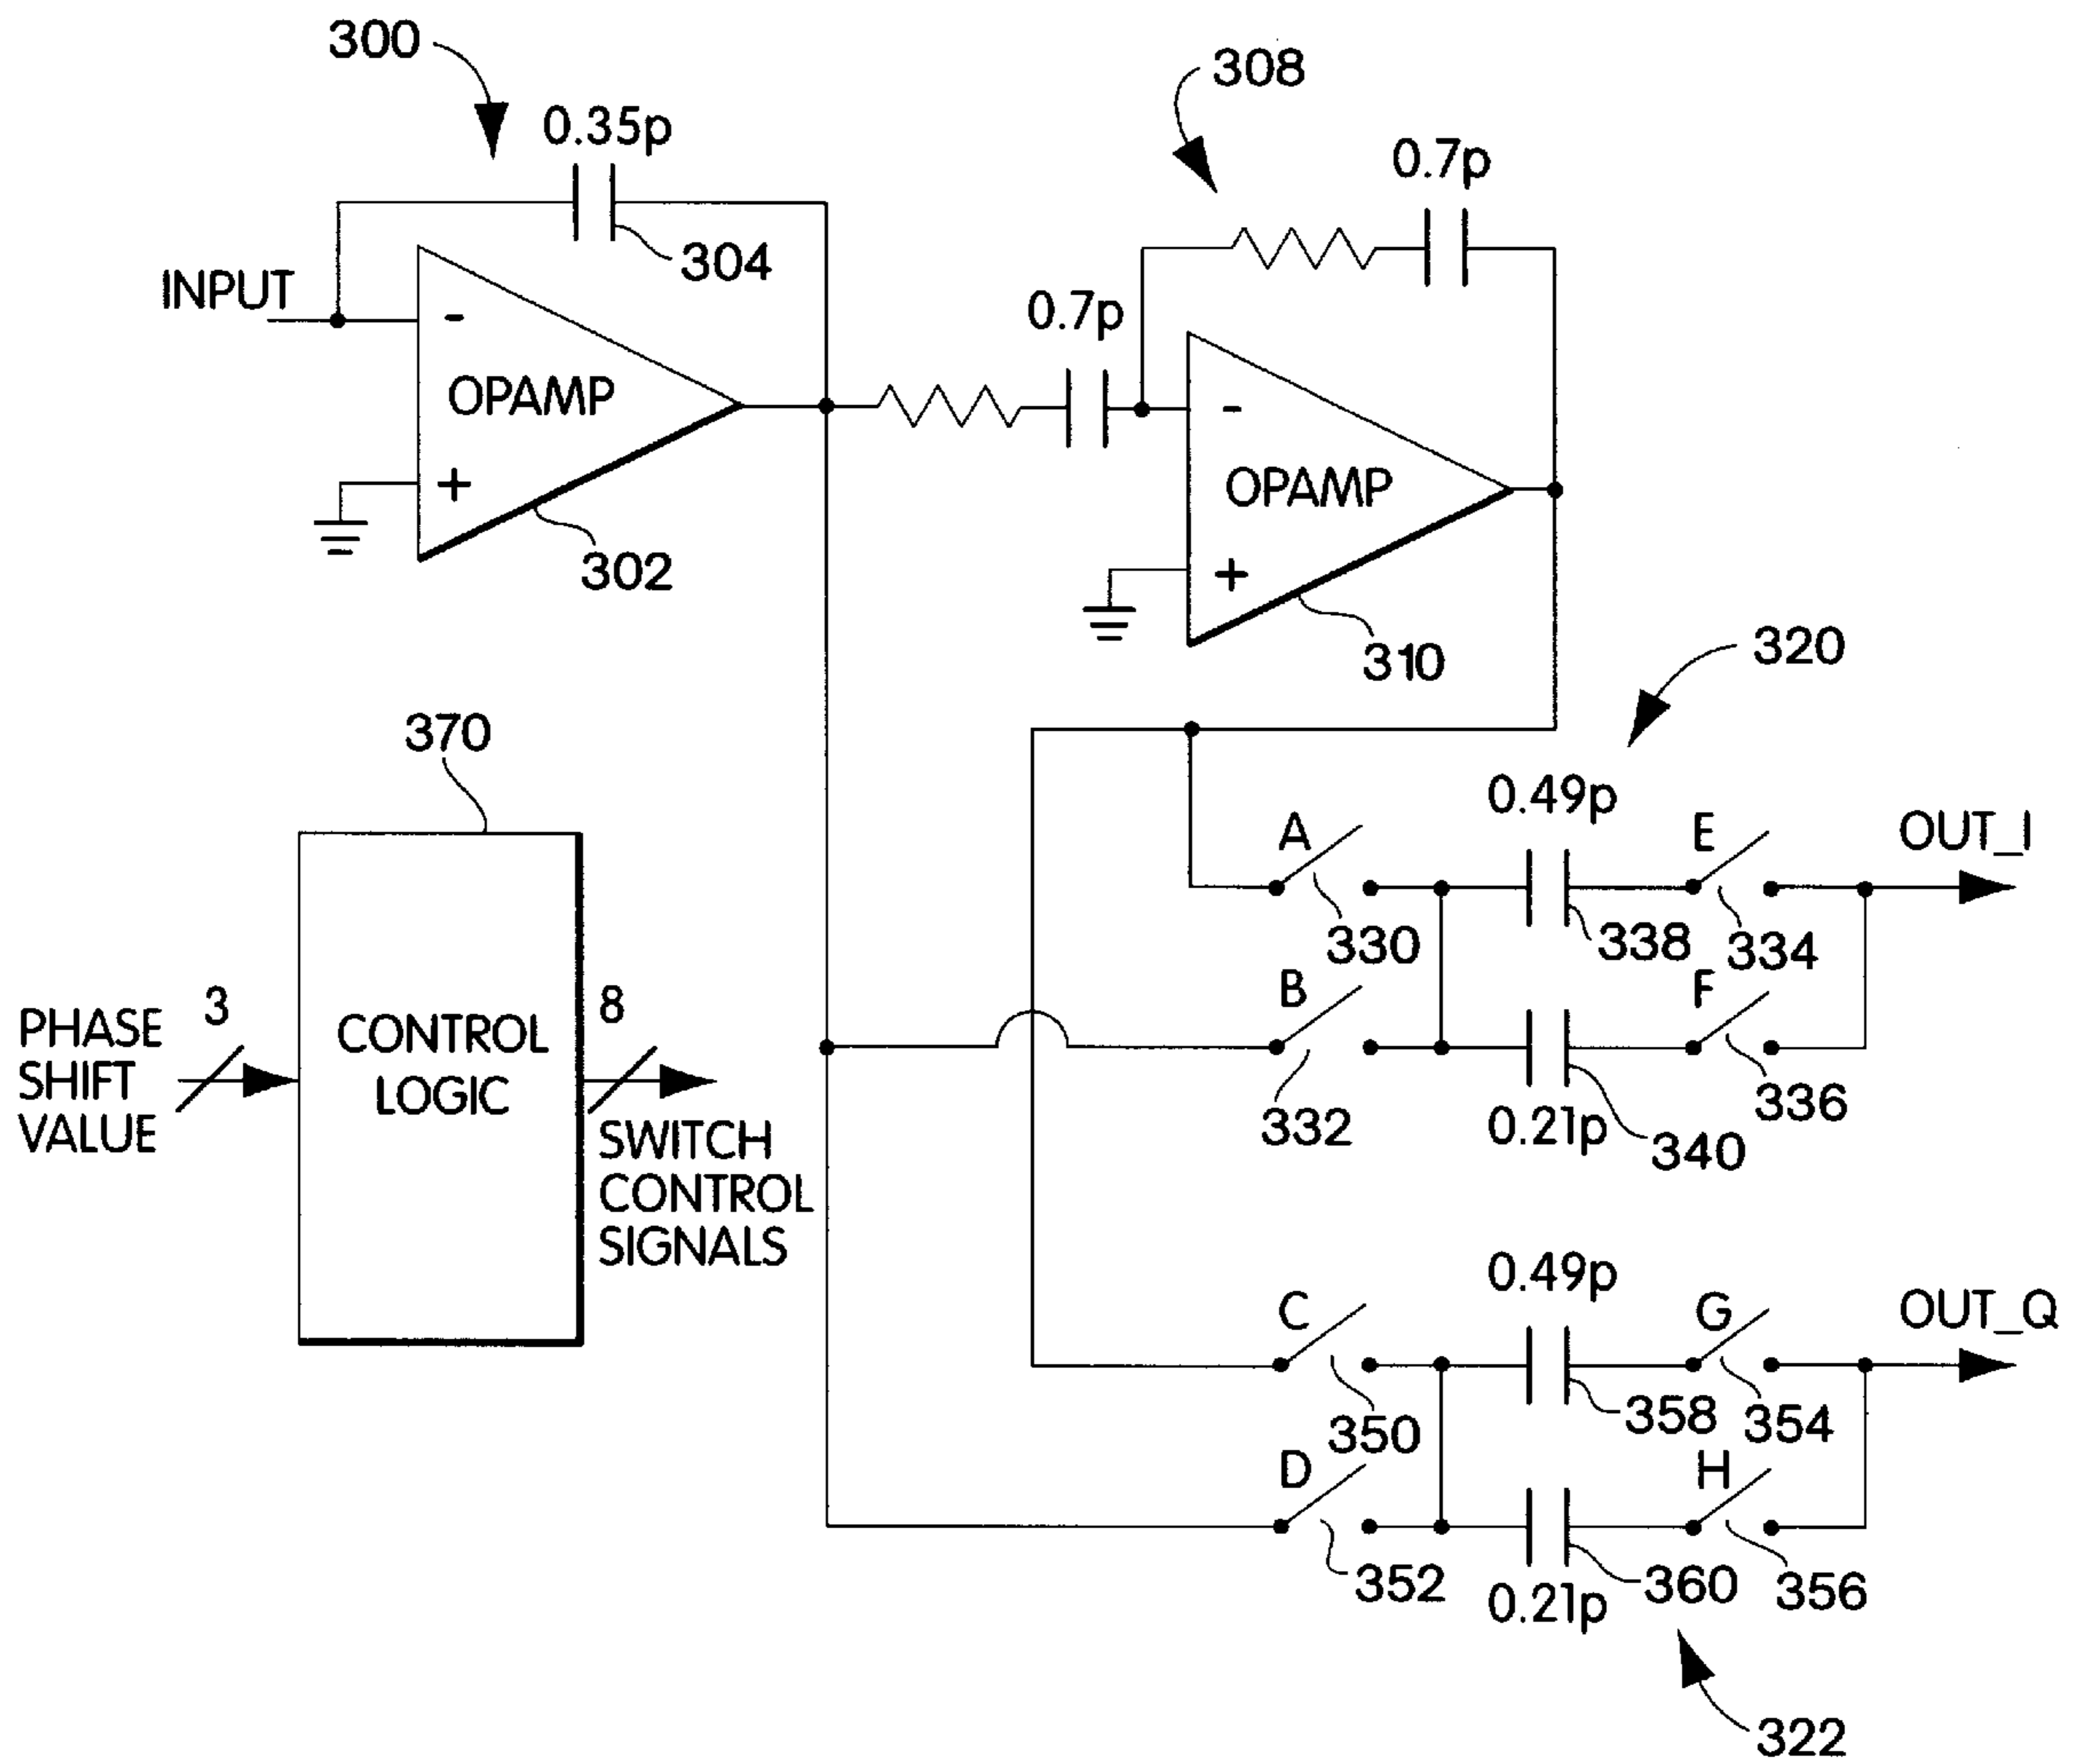 300
308
0.35p
0.7p
304
INPUT
0.7p
-
OPAMP
-
+
OPAMP
302
+
310
320
370
0.49p
A
E
OUT_I
330
338
334
B
F
PHASE
SHIFT
VALUE
3
CONTROL
LOGIC
8
SWITCH
CONTROL
SIGNALS
332
0.21p
340
336
0.49p
C
G
OUT_Q
350
358
354
D
H
352
0.21p
360
356
322